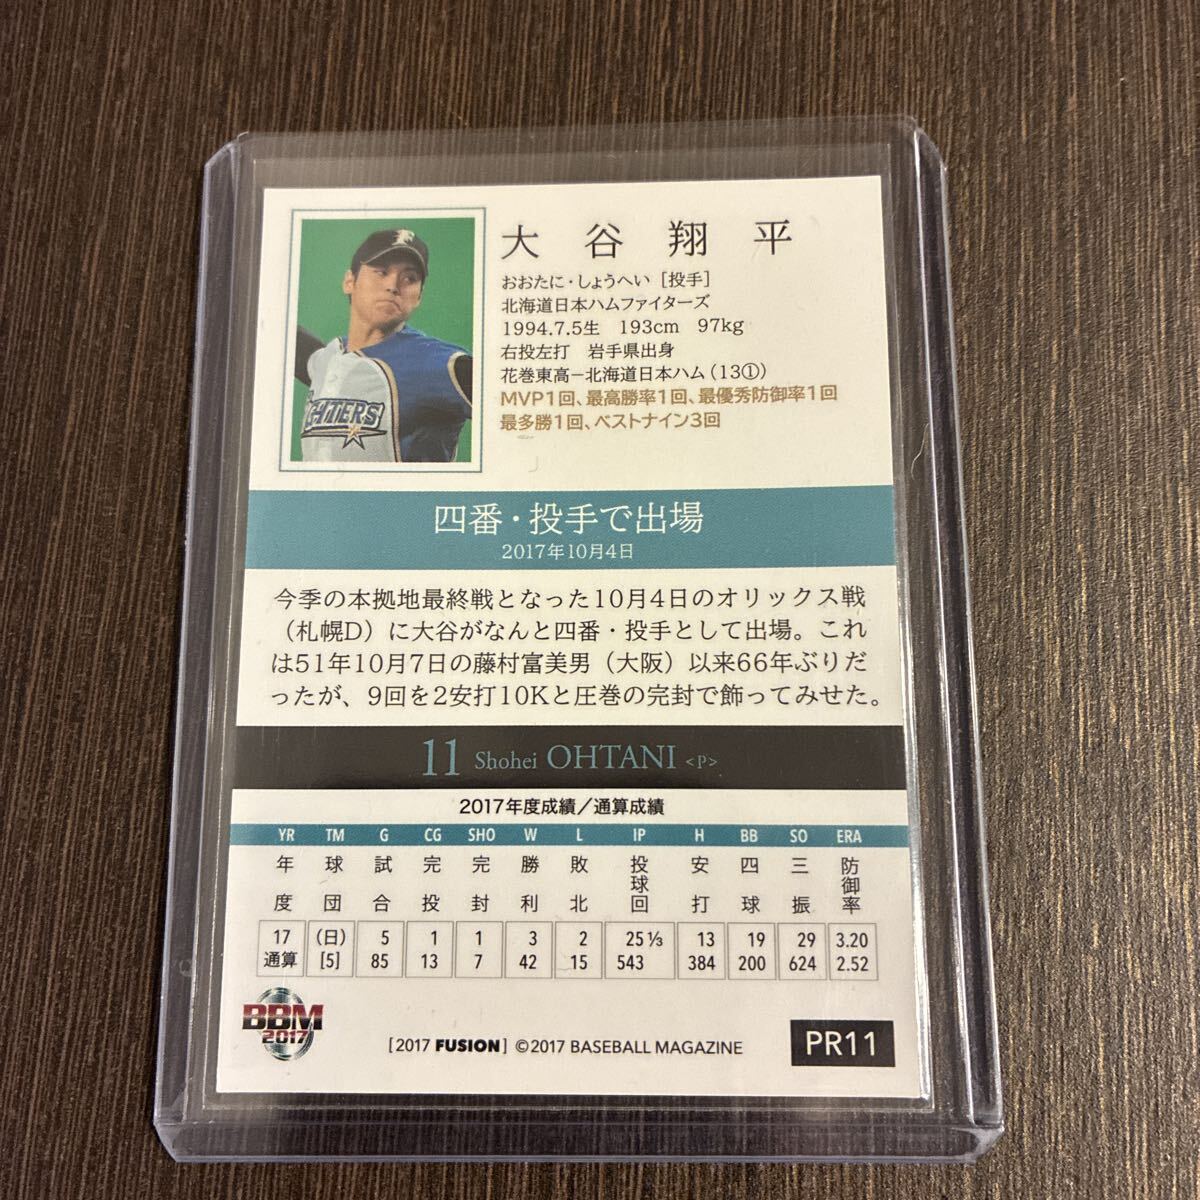 F
FIGHTERS
大谷翔平
おおたに・しょうへい [投手]
北海道日本ハムファイターズ
1994.7.5生 193cm 97kg
右投左打 岩手県出身
花巻東高－北海道日本ハム（13①）
MVP1回、最高勝率1回、最優秀防御率1回
最多勝1回、ベストナイン3回
四番・投手で出場
2017年10月4日
今季の本拠地最終戦となった10月4日のオリックス戦
（札幌D）に大谷がなんと四番・投手として出場。これ
は51年10月7日の藤村富美男（大阪）以来66年ぶりだ
ったが、9回を2安打10Kと圧巻の完封で飾ってみせた。
11 Shohei OHTANI <P>
2017年度成績／通算成績
YR TM G CG SHO W L IP H BB SO ERA
年度 球団 試合 完投 完封 勝利 敗北 投球回 安打 四球 三振 防御率
17 (日) 5 1 1 3 2 25 1/3 13 19 29 3.20
通算 [5] 85 13 7 42 15 543 384 200 624 2.52
BBM
2017
[2017 FUSION] ©2017 BASEBALL MAGAZINE
PR11